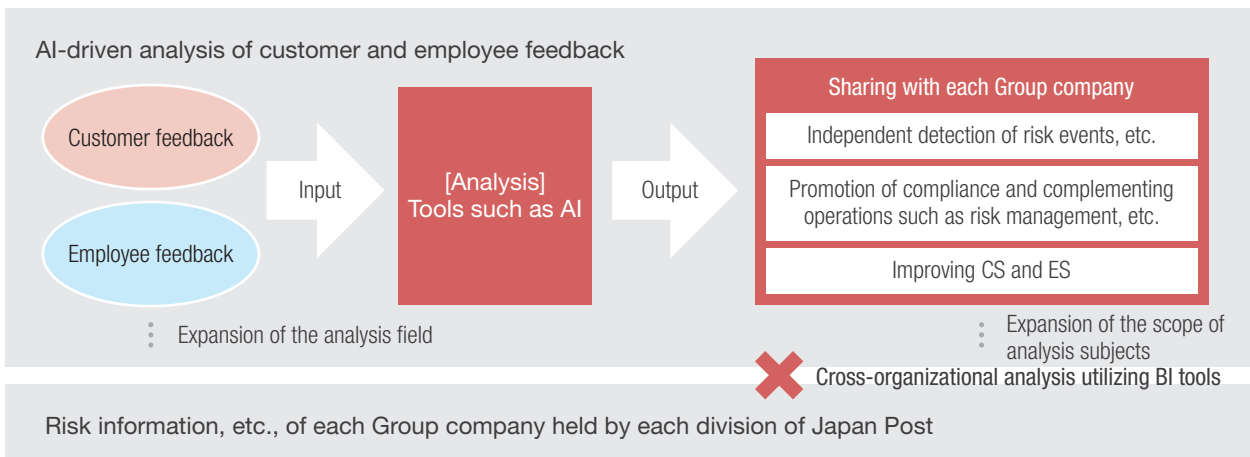 AI-driven analysis of customer and employee feedback
Customer feedback
Employee feedback
Expansion of the analysis field
Input
[Analysis]
Tools such as AI
Output
Sharing with each Group company
Independent detection of risk events, etc.
Promotion of compliance and complementing
operations such as risk management, etc.
Improving CS and ES
Expansion of the scope of
analysis subjects
Cross-organizational analysis utilizing BI tools
Risk information, etc., of each Group company held by each division of Japan Post